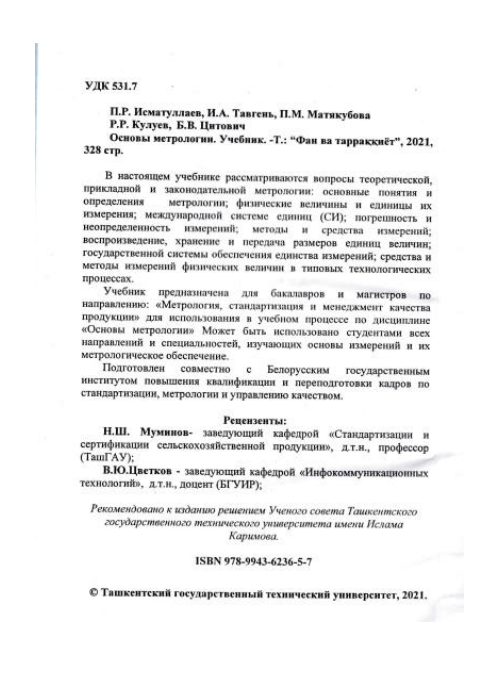 УДК 531.7
П.Р. Исматуллаев, И.А. Тавгень, П.М. Матякубова
Р.Р. Кулуев, Б.В. Цитович
Основы метрологии. Учебник. -Т.: “Фан ва тарраққиёт”, 2021,
328 стр.
В настоящем учебнике рассматриваются вопросы теоретической,
прикладной и законодательной метрологии: основные понятия и
определения метрологии; физические величины и единицы их
измерения; международной системе единиц (СИ); погрешность и
неопределенность измерений; методы и средства измерений;
воспроизведение, хранение и передача размеров единиц величин;
государственной системы обеспечения единства измерений; средства и
методы измерений физических величин в типовых технологических
процессах.
Учебник предназначена для бакалавров и магистров по
направлению: «Метрология, стандартизация и менеджмент качества
продукции» для использования в учебном процессе по дисциплине
«Основы метрологии» Может быть использовано студентами всех
направлений и специальностей, изучающих основы измерений и их
метрологическое обеспечение.
Подготовлен совместно с Белорусским государственным
институтом повышения квалификации и переподготовки кадров по
стандартизации, метрологии и управлению качеством.
Рецензенты:
Н.Ш. Муминов- заведующий кафедрой «Стандартизации и
сертификации сельскохозяйственной продукции», д.т.н., профессор
(ТашГАУ);
В.Ю.Цветков - заведующий кафедрой «Инфокоммуникационных
технологий», д.т.н., доцент (БГУИР);
Рекомендовано к изданию решением Ученого совета Ташкентского
государственного технического университета имени Ислама
Каримова.
ISBN 978-9943-6236-5-7
© Ташкентский государственный технический университет, 2021.